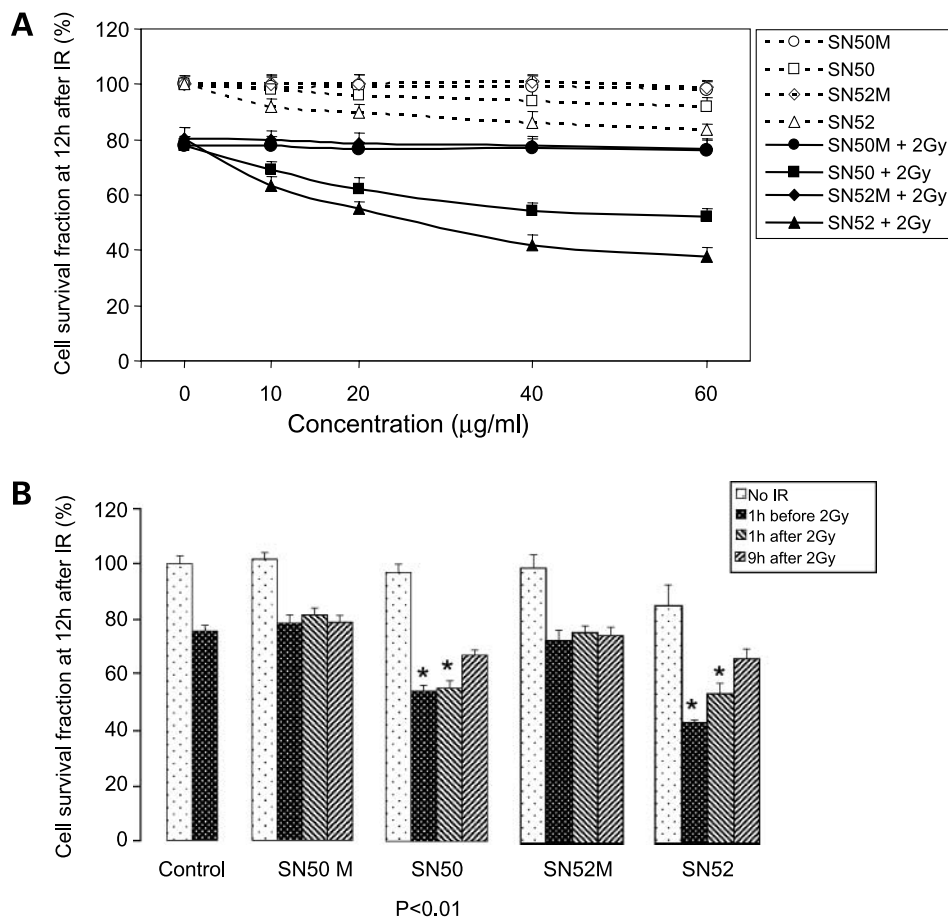 A
Cell survival fraction at 12h after IR (%)
120
100
80
60
40
20
0
0 10 20 40 60
Concentration (μg/ml)
SN50M
SN50
SN52M
SN52
SN50M + 2Gy
SN50 + 2Gy
SN52M + 2Gy
SN52 + 2Gy
B
Cell survival fraction at 12h after IR (%)
120
100
80
60
40
20
0
No IR
1h before 2Gy
1h after 2Gy
9h after 2Gy
* *
* *
Control SN50 M SN50 SN52M SN52
P<0.01